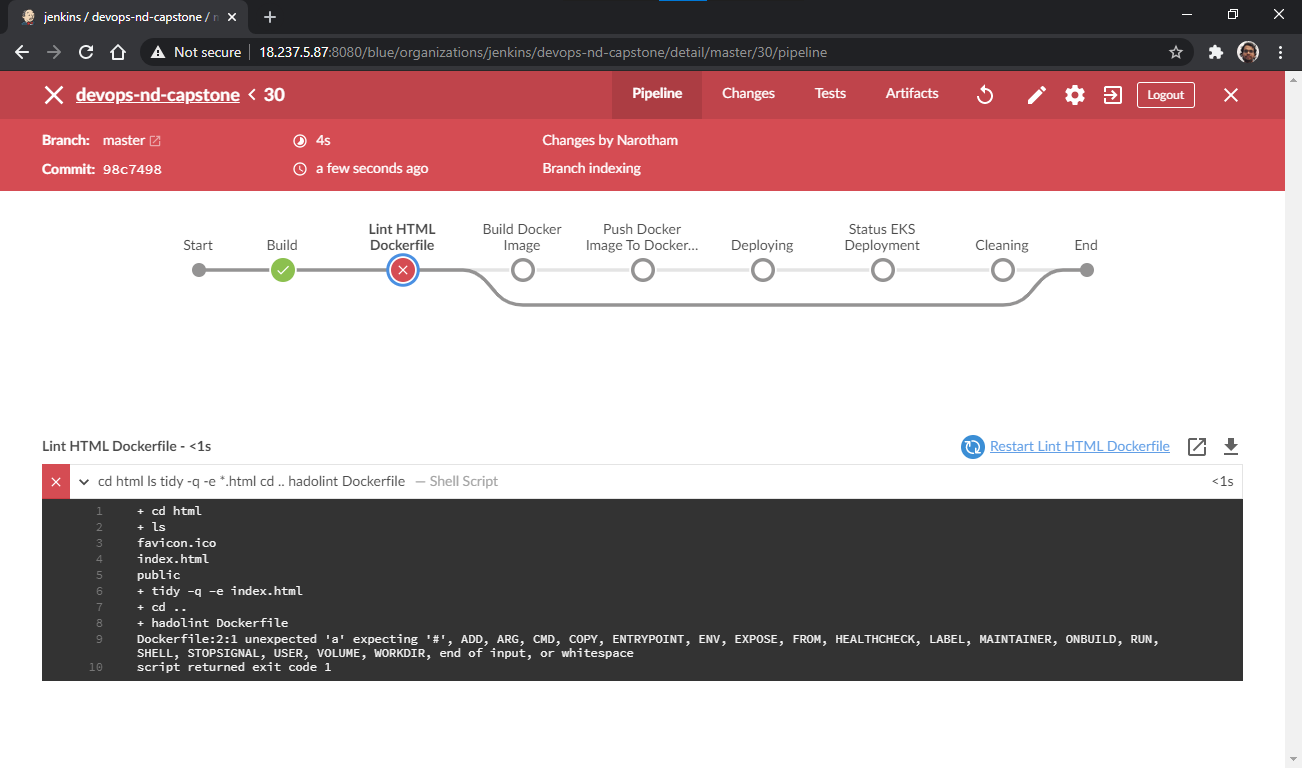 jenkins / devops-nd-capstone /
Not secure 18.237.5.87:8080/blue/organizations/jenkins/devops-nd-capstone/detail/master/30/pipeline
devops-nd-capstone < 30 Pipeline Changes Tests Artifacts Logout
Branch: master 4s Changes by Narotham
Commit: 98c7498 a few seconds ago Branch indexing
Start
Build
Lint HTML
Dockerfile
Build Docker
Image
Push Docker
Image To Docker...
Deploying
Status EKS
Deployment
Cleaning
End
Lint HTML Dockerfile - <1s Restart Lint HTML Dockerfile
cd html ls tidy -q -e *.html cd .. hadolint Dockerfile — Shell Script <1s
1 + cd html
2 + ls
3 favicon.ico
4 index.html
5 public
6 + tidy -q -e index.html
7 + cd ..
8 + hadolint Dockerfile
9 Dockerfile:2:1 unexpected 'a' expecting '#', ADD, ARG, CMD, COPY, ENTRYPOINT, ENV, EXPOSE, FROM, HEALTHCHECK, LABEL, MAINTAINER, ONBUILD, RUN,
SHELL, STOPSIGNAL, USER, VOLUME, WORKDIR, end of input, or whitespace
10 script returned exit code 1